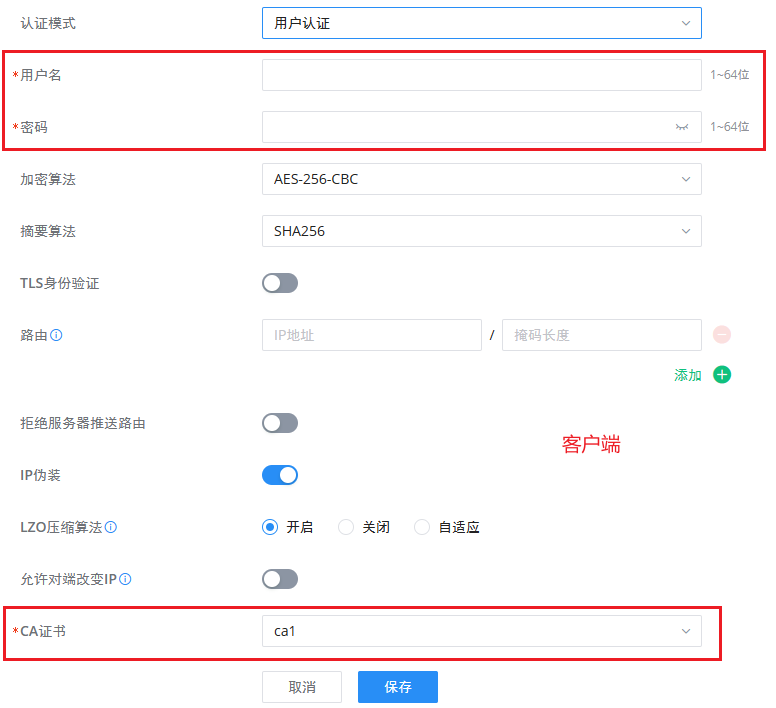 认证模式 用户认证
*用户名 1~64位
*密码 1~64位
加密算法 AES-256-CBC
摘要算法 SHA256
TLS身份验证
路由 IP地址 / 掩码长度
添加
拒绝服务器推送路由
客户端
IP伪装
LZO压缩算法 开启 关闭 自适应
允许对端改变IP
*CA证书 ca1
取消 保存